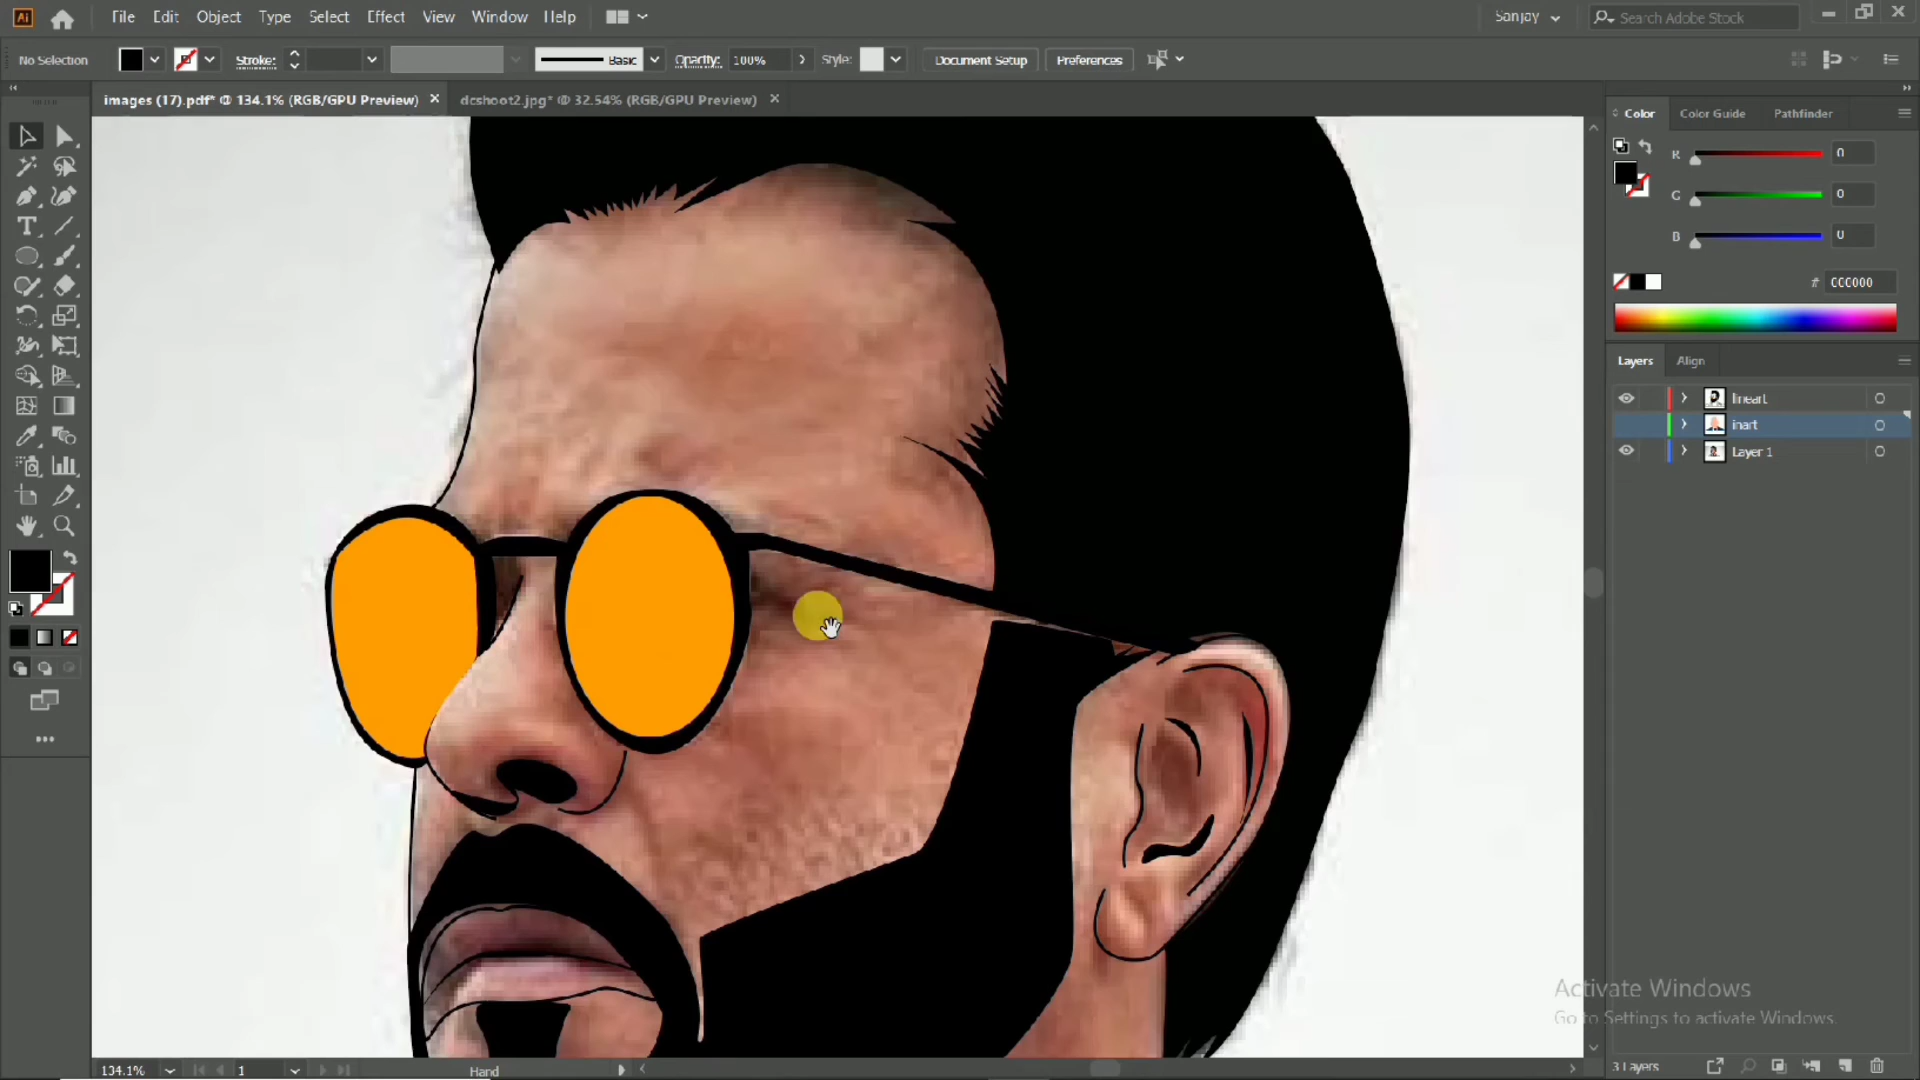 Ai File Edit Object Type Select Effect View Window Help Sanjay Search Adobe Stock
No Selection Stroke: Basic Opacity: 100% Style: Document Setup Preferences
images (17).pdf* @ 134.1% (RGB/GPU Preview) dcshoot2.jpg* @ 32.54% (RGB/GPU Preview)
Color Color Guide Pathfinder
R 0
G 0
B 0
# 000000
Layers Align
lineart
inart
Layer 1
Activate Windows
Go to Settings to activate Windows.
134.1% 1 Hand
3 Layers